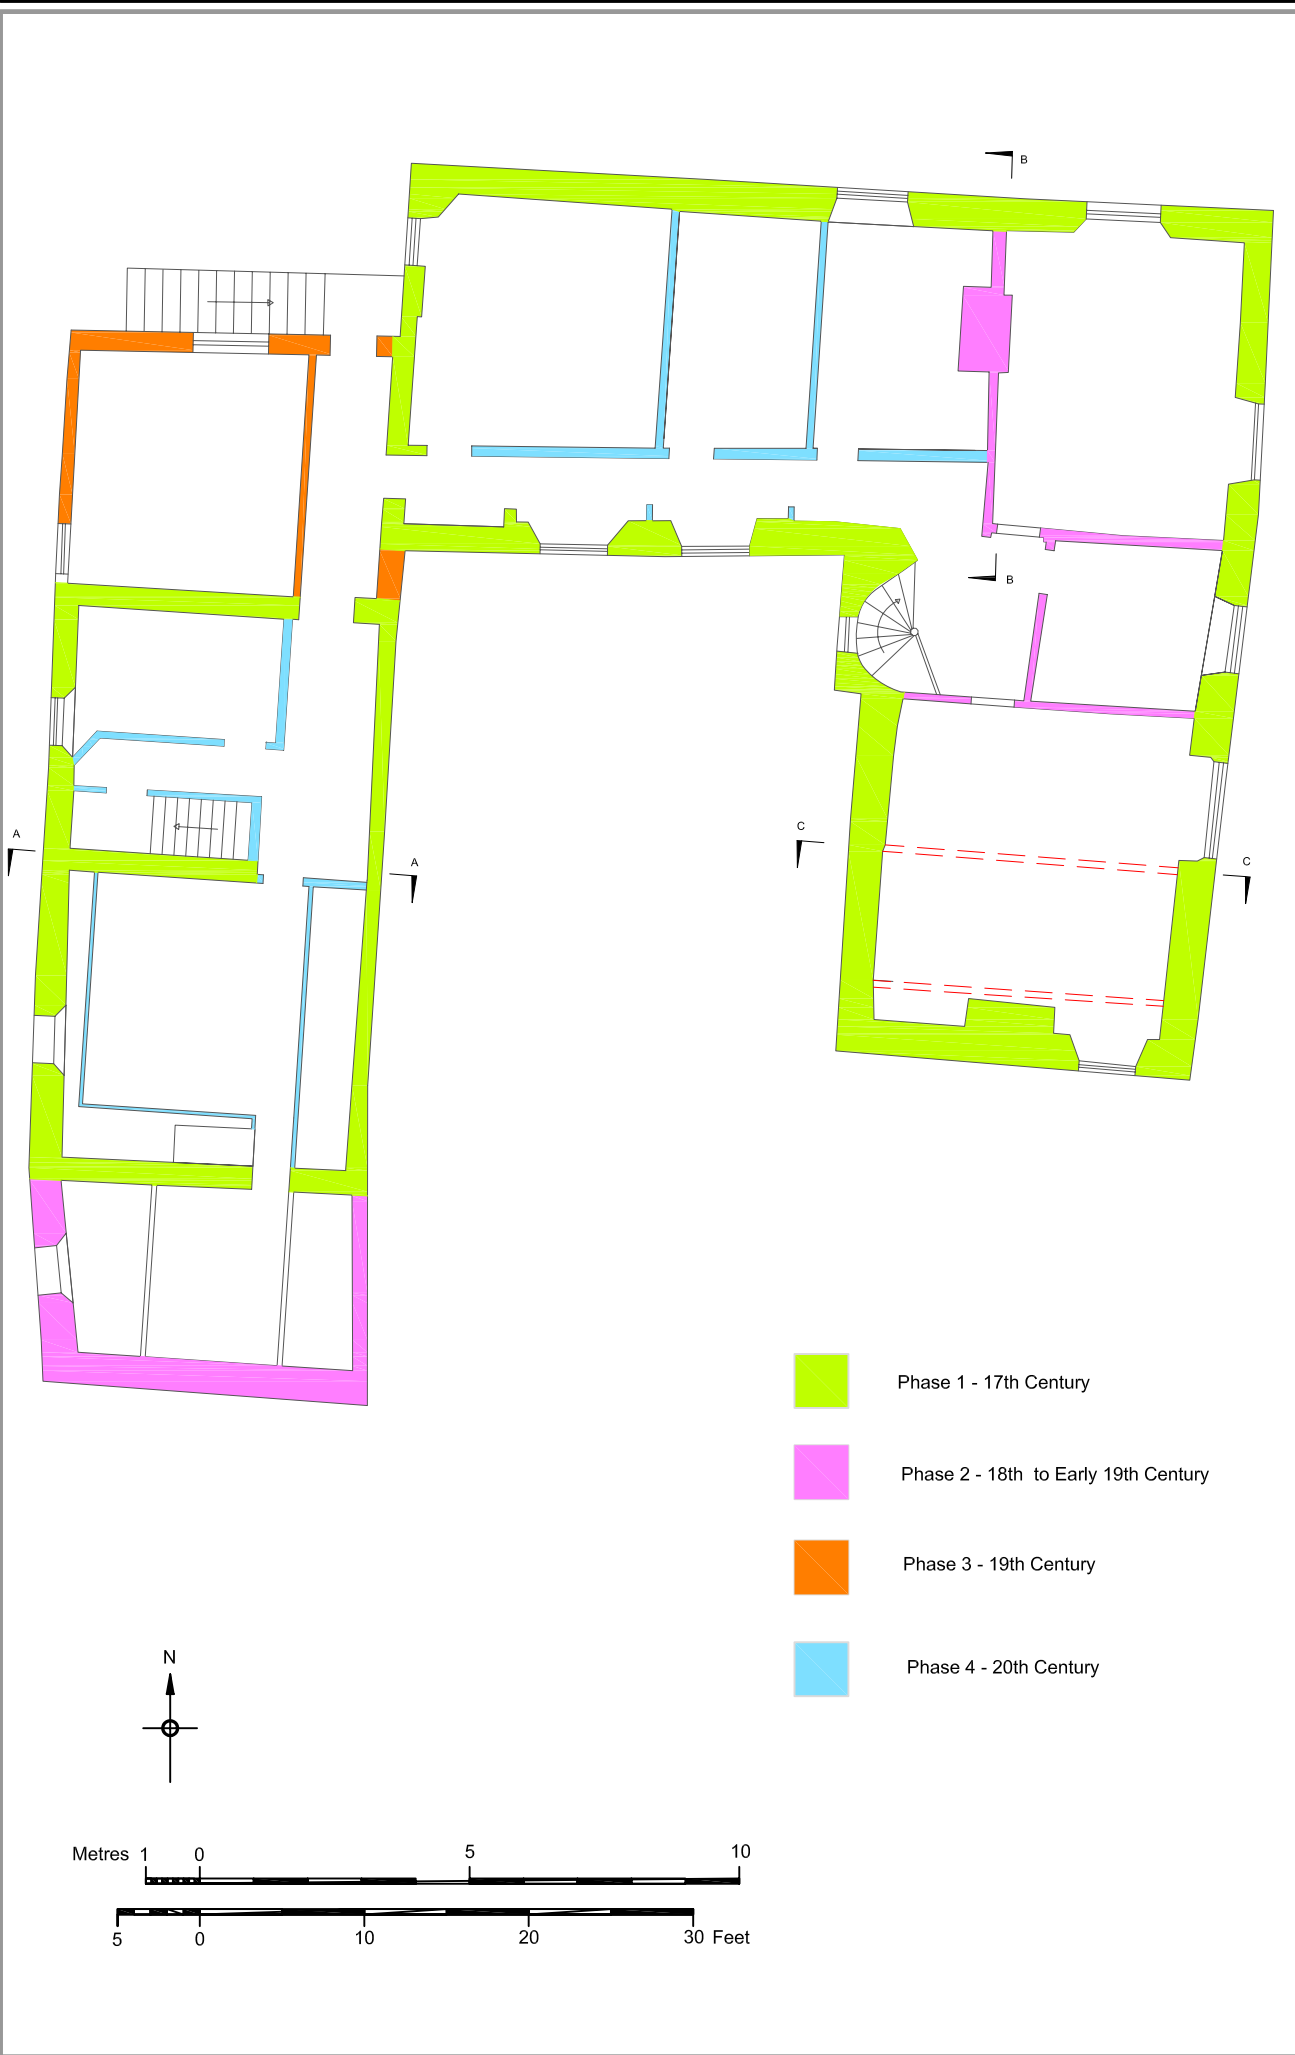 B
B
A
A
C
C
Phase 1 - 17th Century
Phase 2 - 18th to Early 19th Century
Phase 3 - 19th Century
Phase 4 - 20th Century
N
Metres 1 0 5 10
5 0 10 20 30 Feet